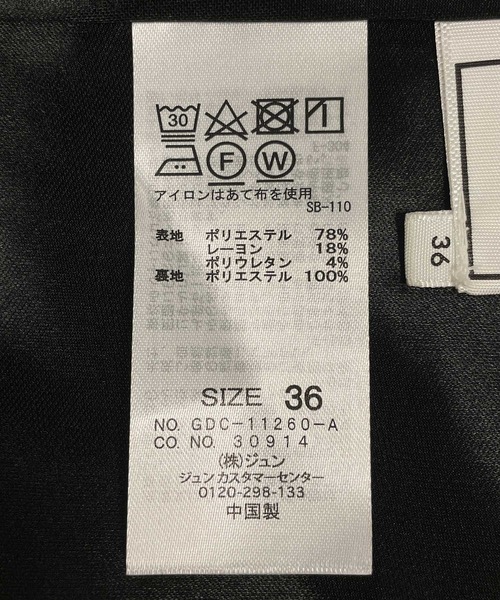 30
F W
アイロンはあて布を使用
SB-110
表地 ポリエステル 78%
レーヨン 18%
ポリウレタン 4%
裏地 ポリエステル 100%
SIZE 36
NO. GDC-11260-A
CO. NO. 30914
(株)ジュン
ジュン カスタマーセンター
0120-298-133
中国製
36